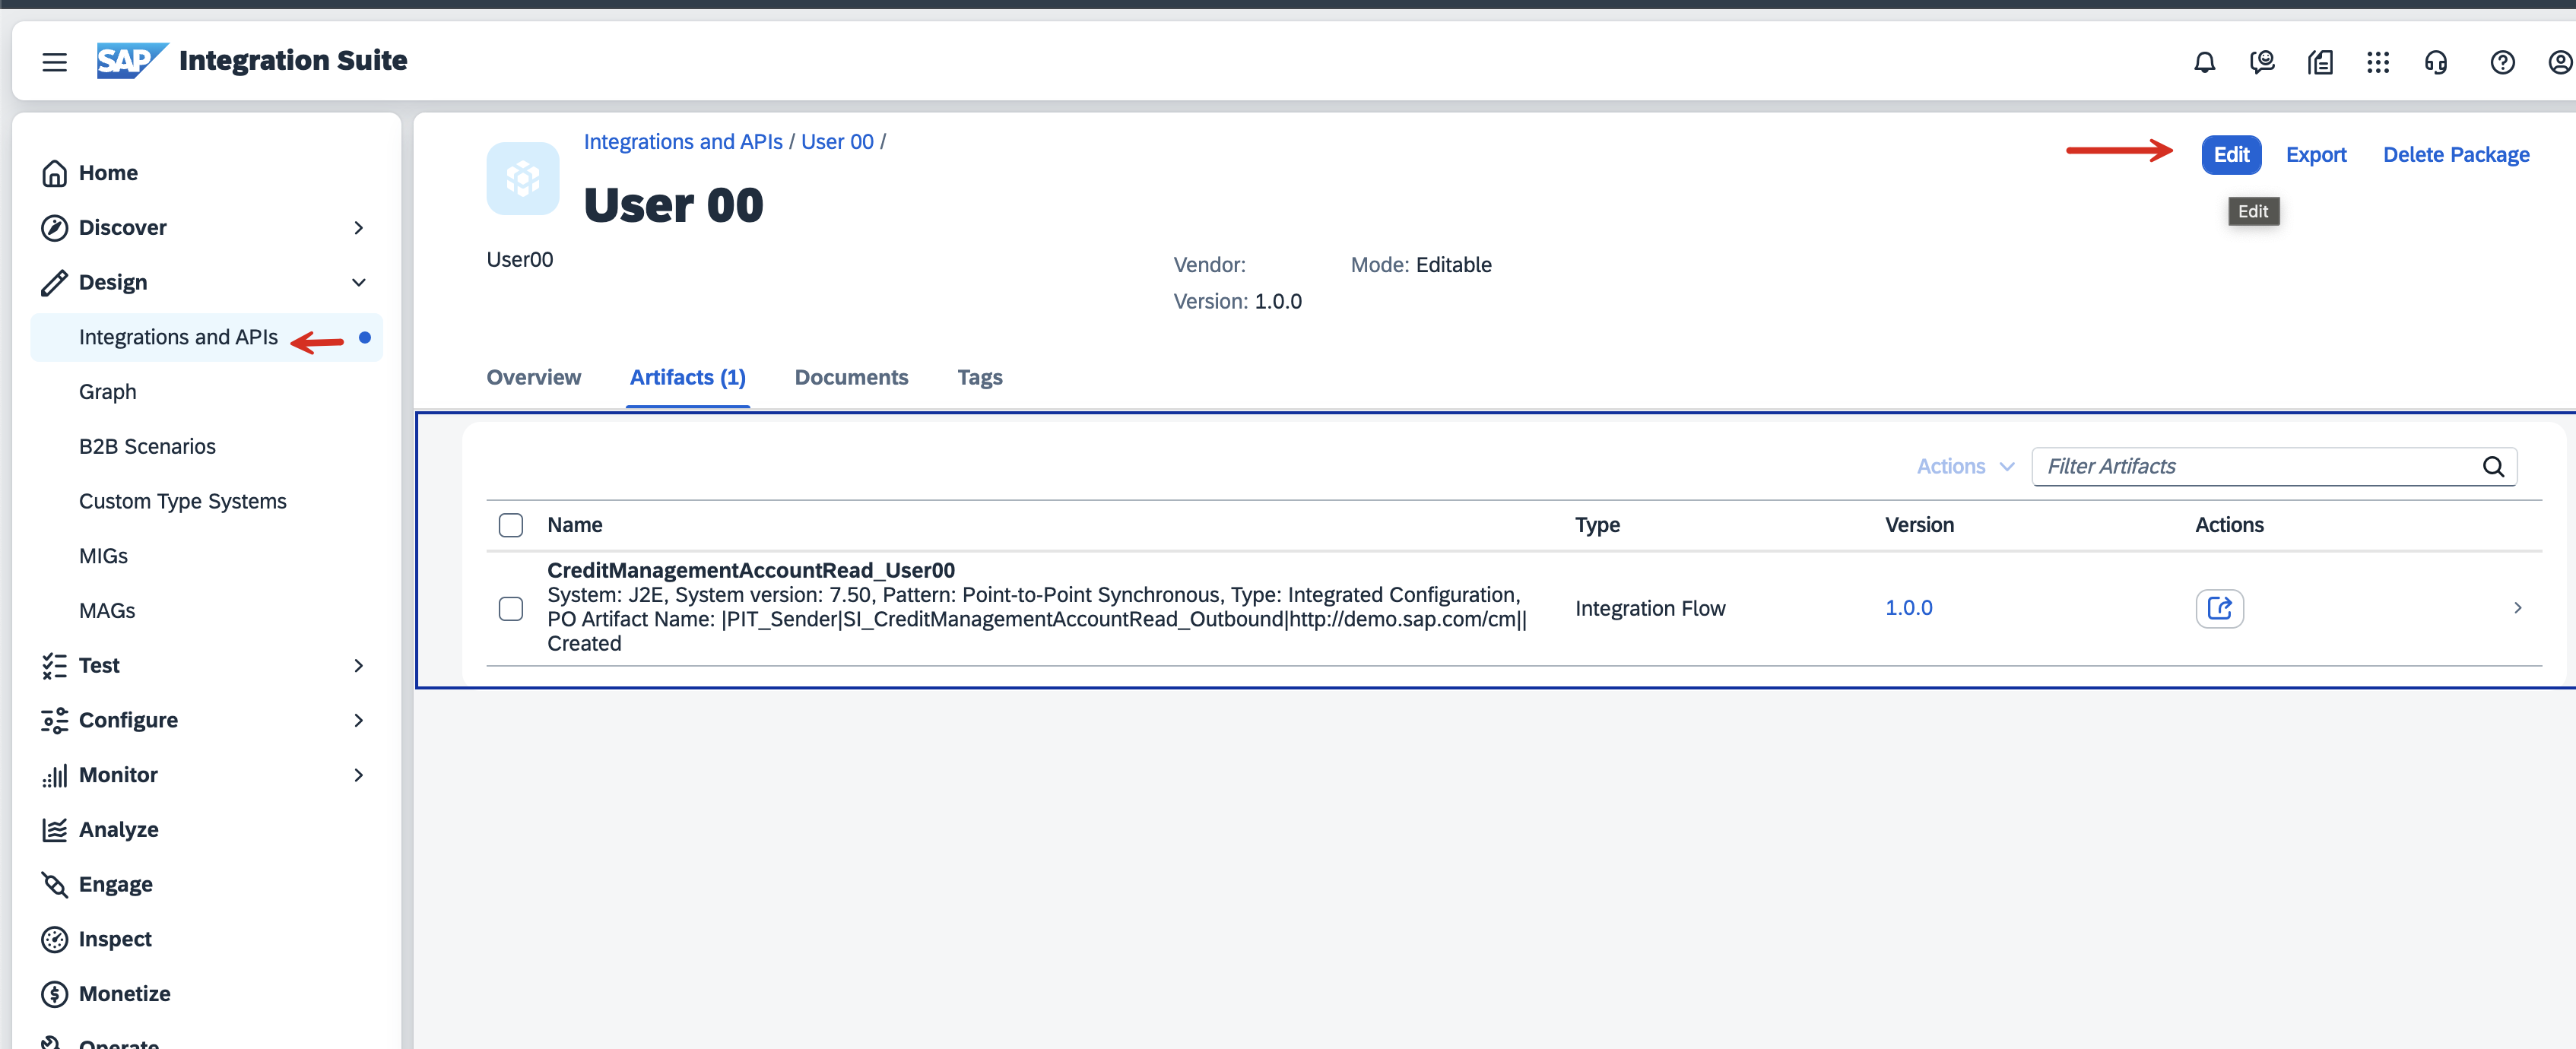 SAP Integration Suite
Home
Discover
Design
Integrations and APIs
Graph
B2B Scenarios
Custom Type Systems
MIGs
MAGs
Test
Configure
Monitor
Analyze
Engage
Inspect
Monetize
Operate
Integrations and APIs / User 00 /
User 00
Edit Export Delete Package
Edit
User00
Vendor: Mode: Editable
Version: 1.0.0
Overview Artifacts (1) Documents Tags
Actions Filter Artifacts
Name Type Version Actions
CreditManagementAccountRead_User00
System: J2E, System version: 7.50, Pattern: Point-to-Point Synchronous, Type: Integrated Configuration,
PO Artifact Name: |PIT_Sender|SI_CreditManagementAccountRead_Outbound|http://demo.sap.com/cm||
Created
Integration Flow 1.0.0